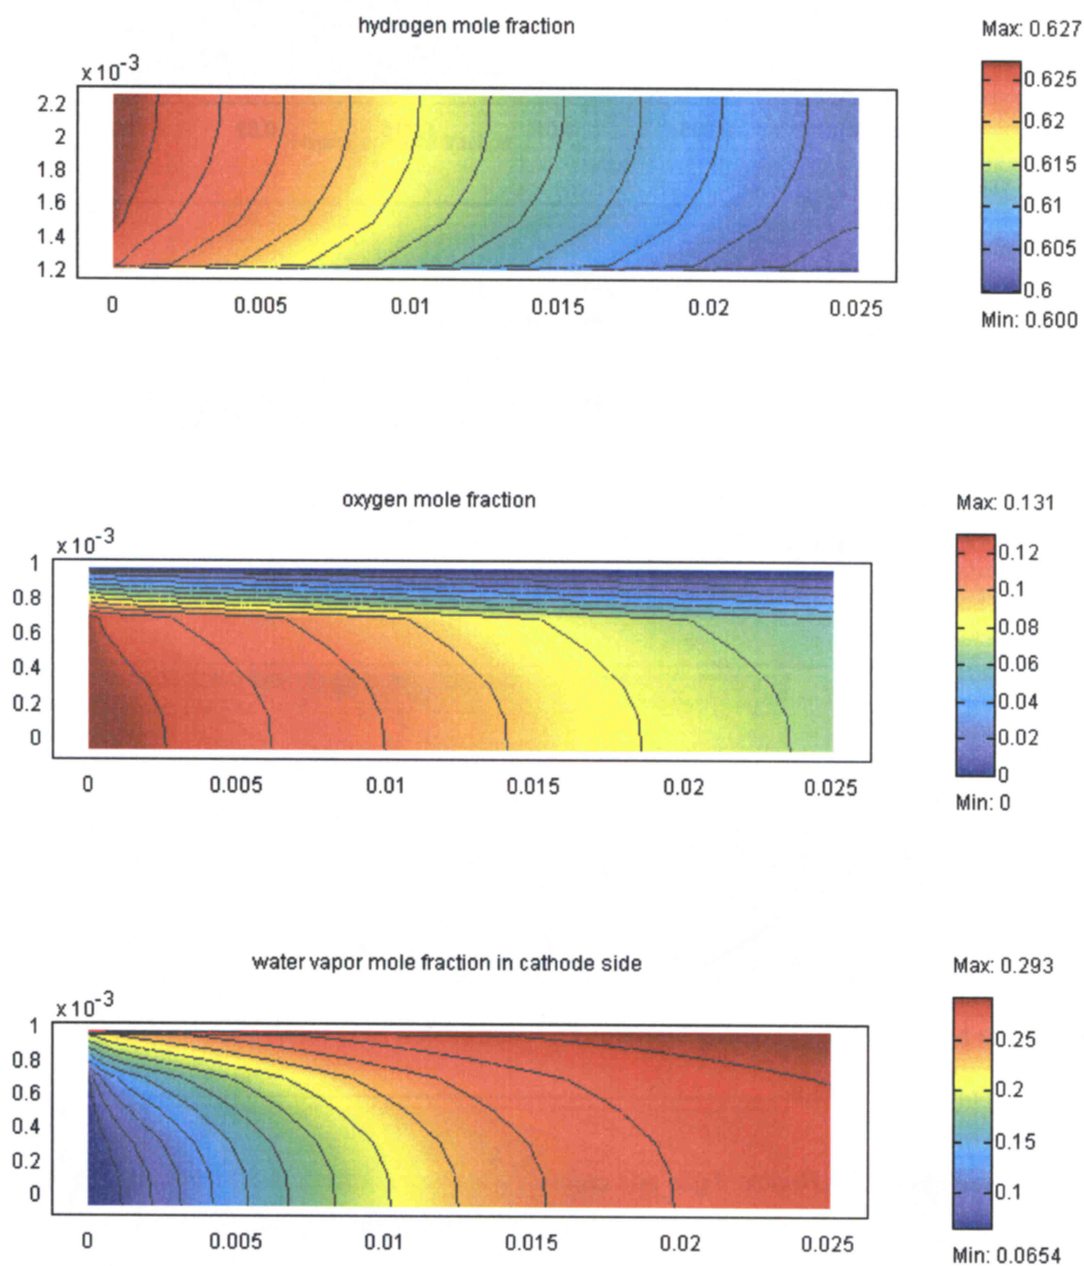 hydrogen mole fraction
Max: 0.627
x10-3
2.2
2
1.8
1.6
1.4
1.2
0 0.005 0.01 0.015 0.02 0.025
0.625
0.62
0.615
0.61
0.605
0.6
Min: 0.600
oxygen mole fraction
Max: 0.131
x10-3
1
0.8
0.6
0.4
0.2
0
0 0.005 0.01 0.015 0.02 0.025
0.12
0.1
0.08
0.06
0.04
0.02
0
Min: 0
water vapor mole fraction in cathode side
Max: 0.293
x10-3
1
0.8
0.6
0.4
0.2
0
0 0.005 0.01 0.015 0.02 0.025
0.25
0.2
0.15
0.1
Min: 0.0654